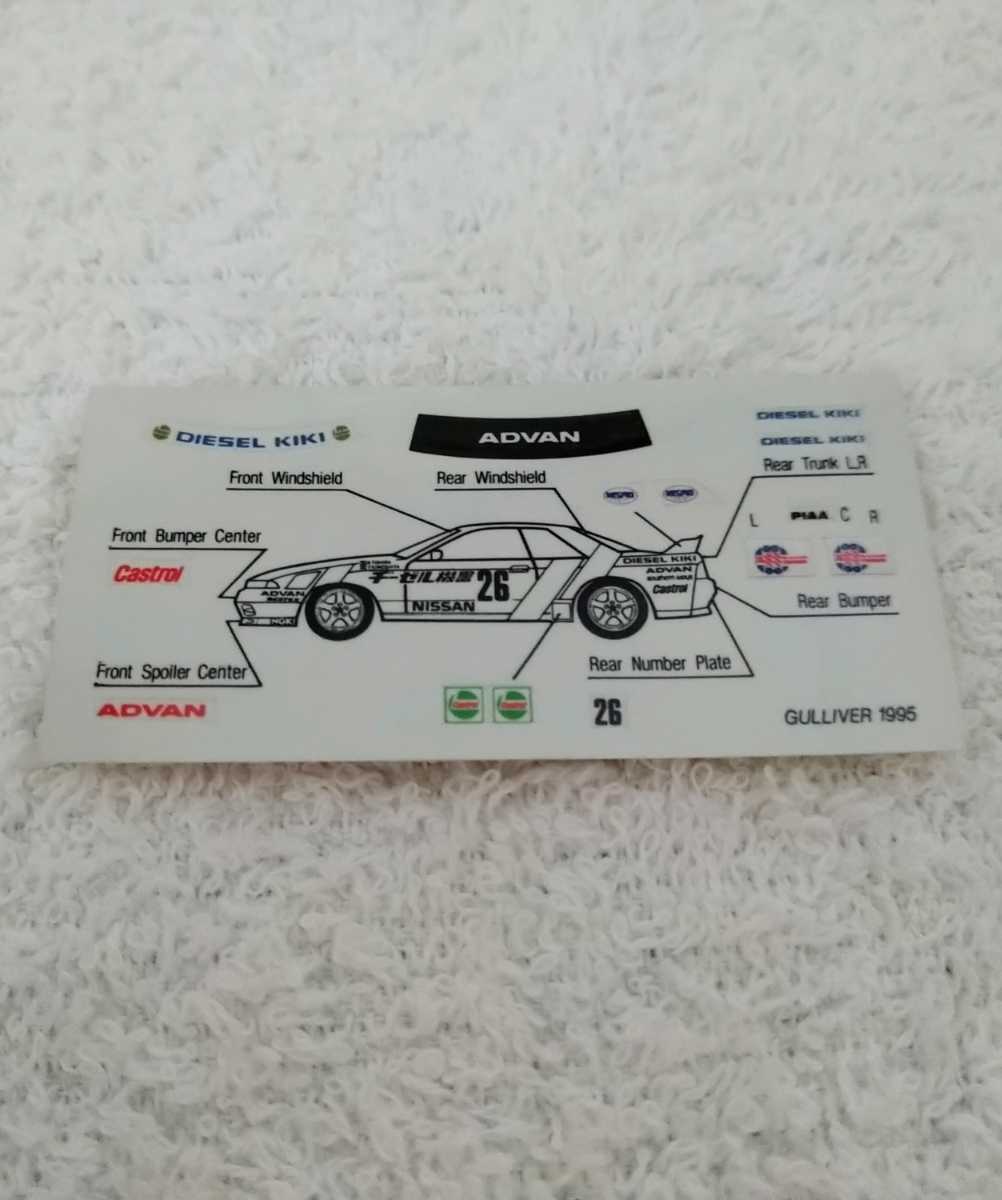 DIESEL KIKI
ADVAN
DIESEL KIKI
DIESEL KIKI
Front Windshield
Rear Windshield
Rear Trunk L,R
L PIAA C R
Front Bumper Center
Castrol
DIESEL KIKI
ADVAN
Castrol
ヂーゼル機器
26
ADVAN
NISSAN
NGK
Rear Bumper
Front Spoiler Center
Rear Number Plate
ADVAN
Castrol
Castrol
26
GULLIVER 1995